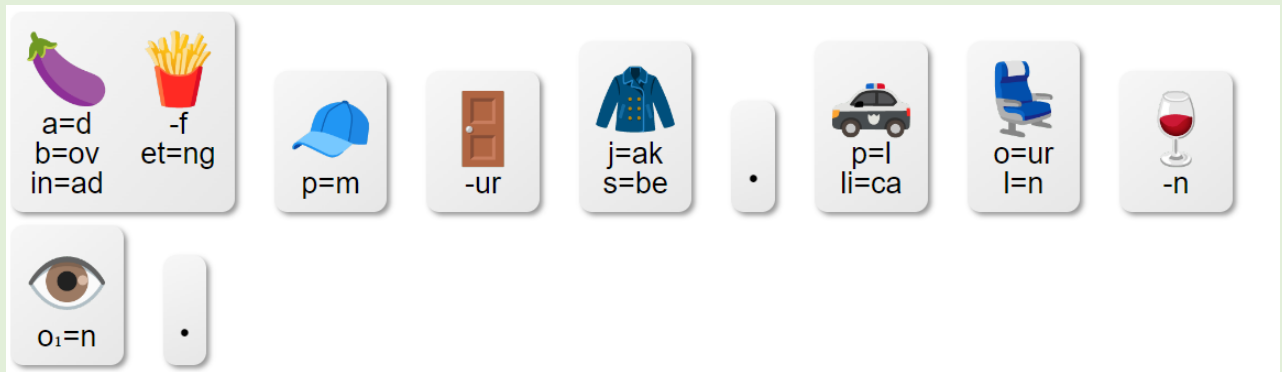 a=d -f
b=ov et=ng
in=ad p=m -ur j=ak
s=be . p=l
li=ca o=ur
l=n -n
o₁=n .